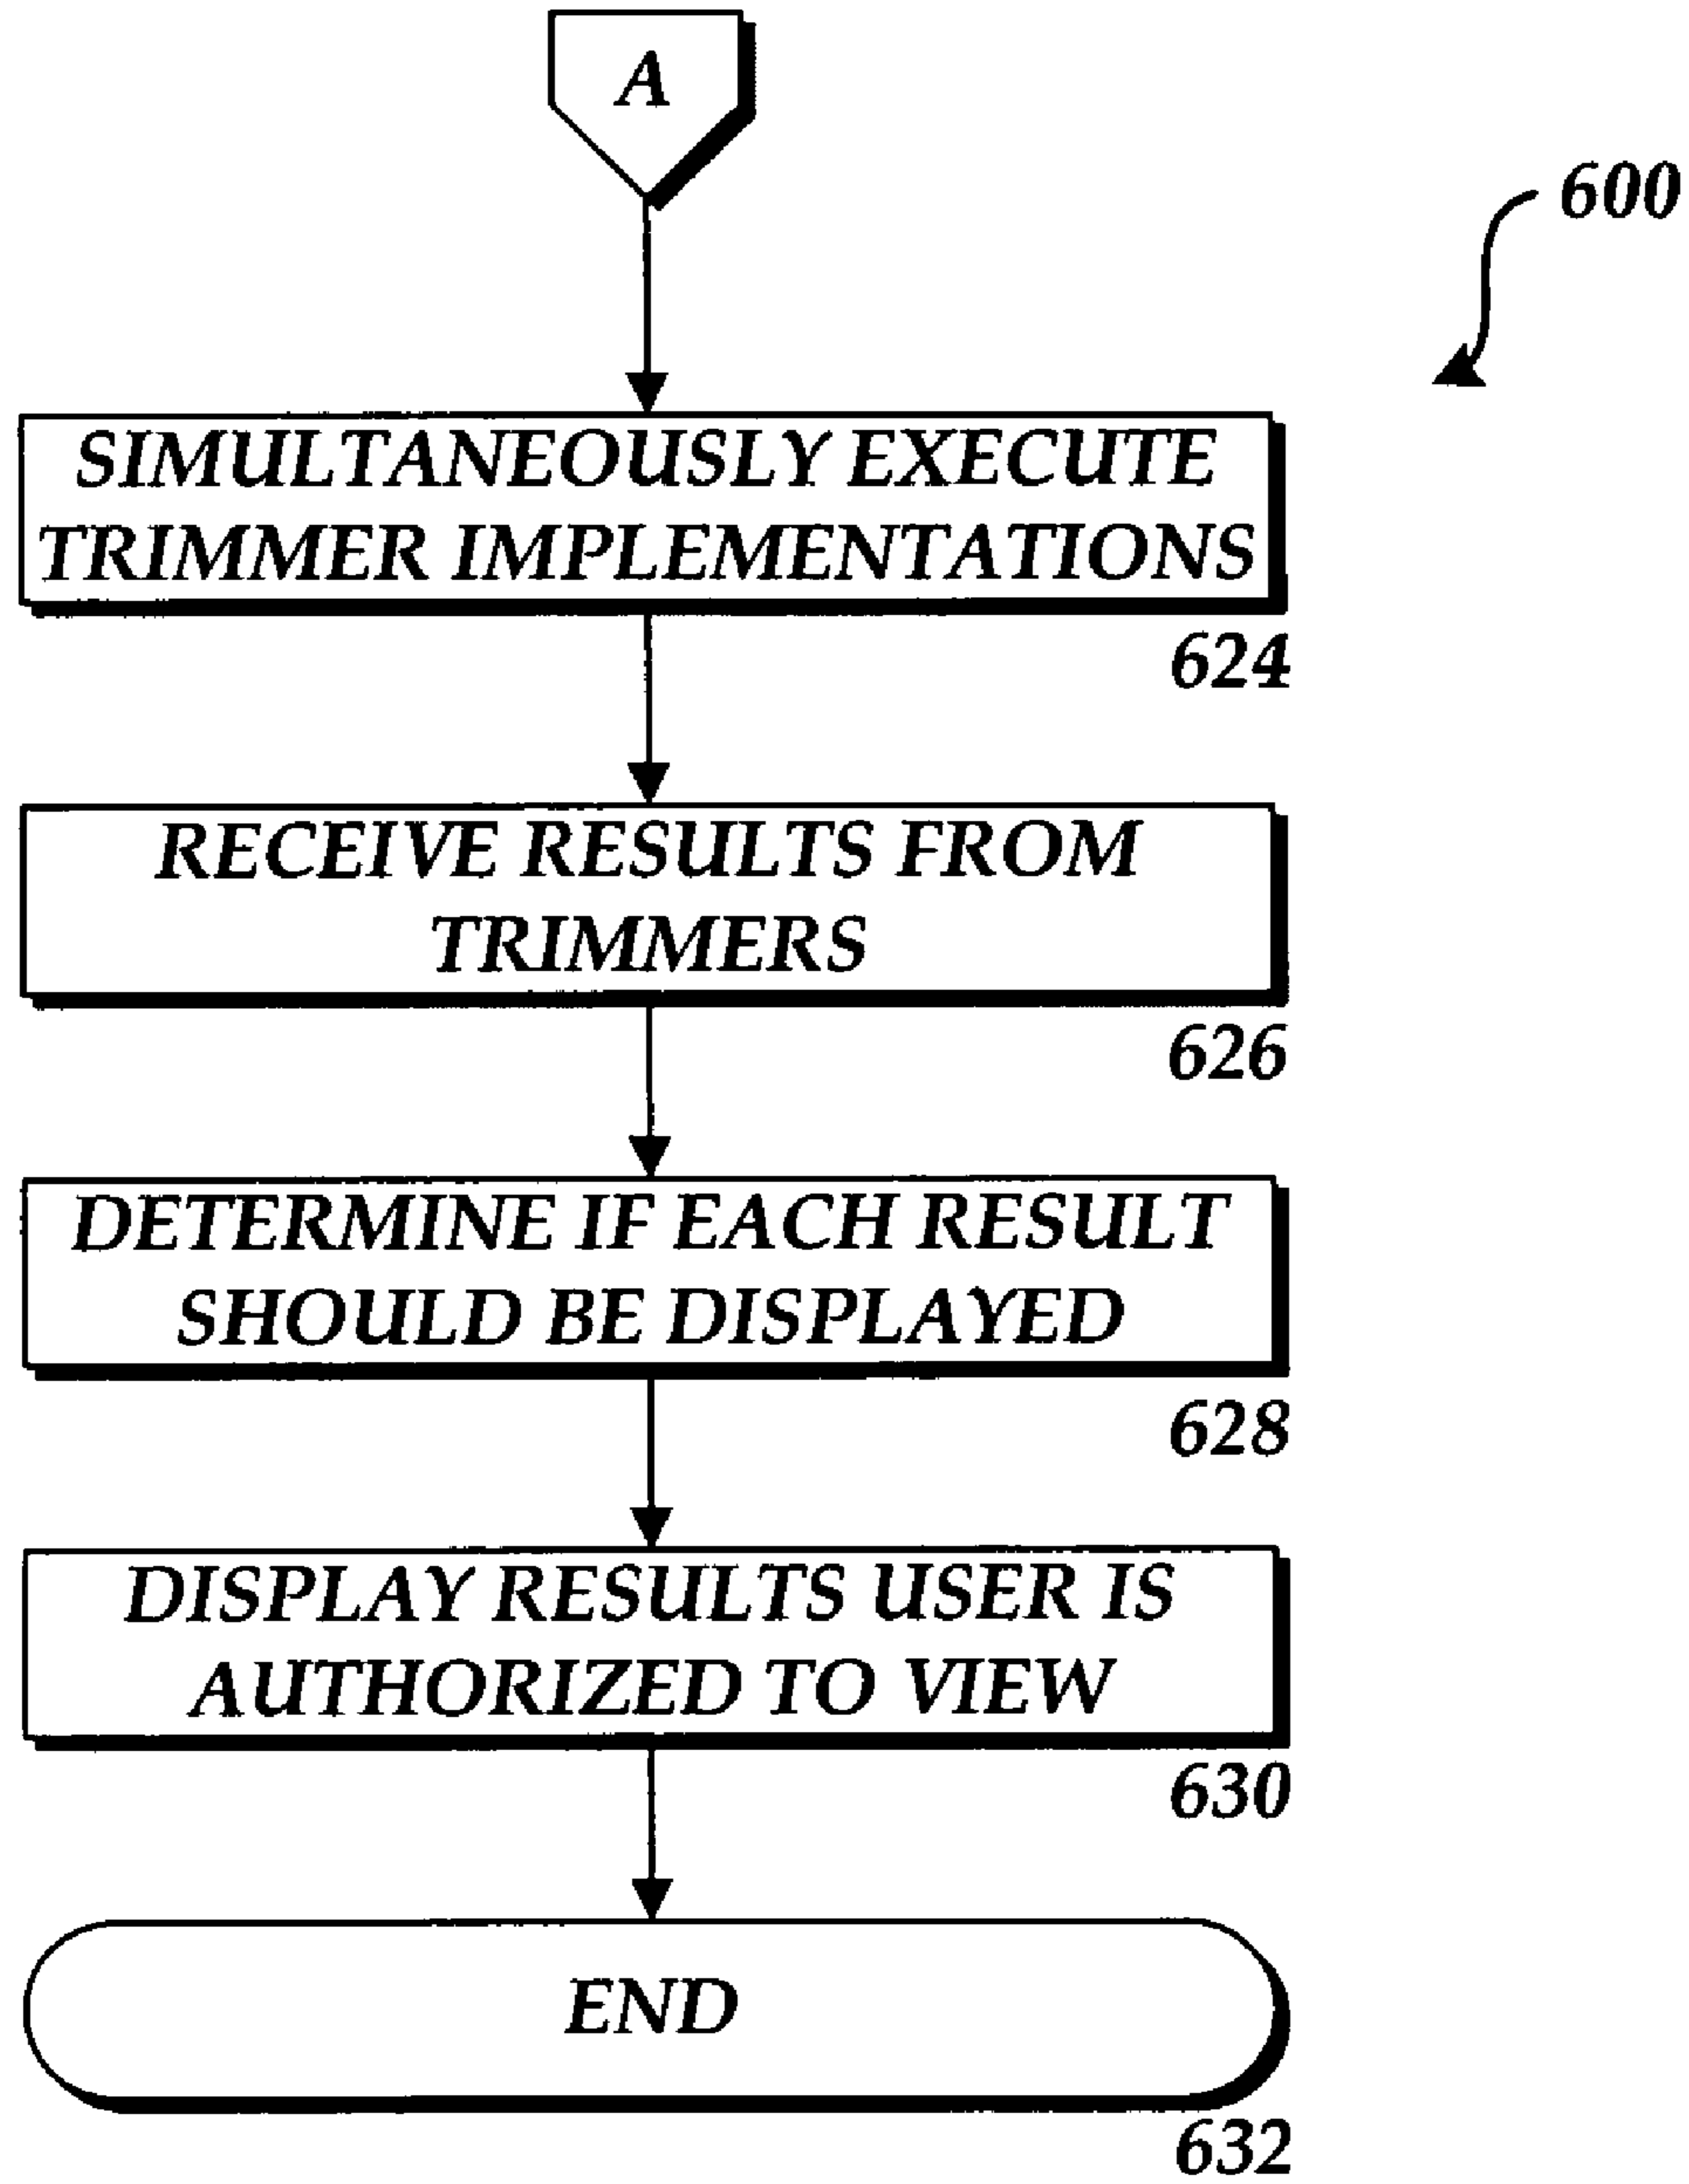 A
600
SIMULTANEOUSLY EXECUTE
TRIMMER IMPLEMENTATIONS
624
RECEIVE RESULTS FROM
TRIMMERS
626
DETERMINE IF EACH RESULT
SHOULD BE DISPLAYED
628
DISPLAY RESULTS USER IS
AUTHORIZED TO VIEW
630
END
632